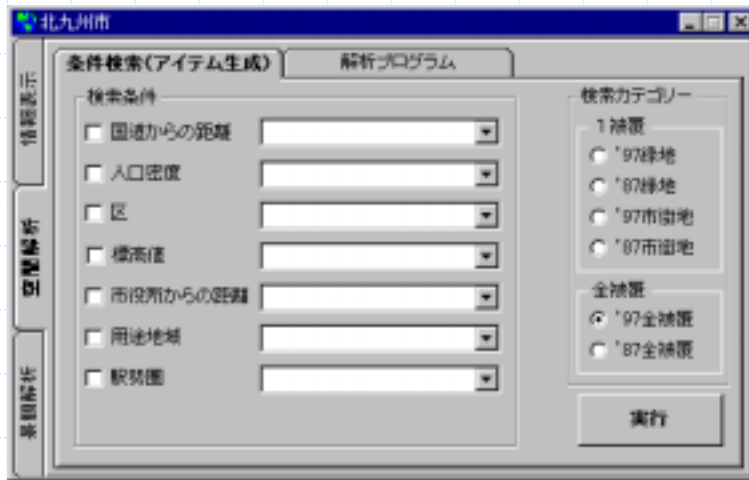 北九州市
情報表示
空間解析
景観解析
条件検索(アイテム生成)
解析プログラム
検索条件
国道からの距離
人口密度
区
標高値
市役所からの距離
用途地域
駅勢圏
検索カテゴリー
1被覆
'97緑地
'87緑地
'97市街地
'87市街地
全被覆
'97全被覆
'87全被覆
実行